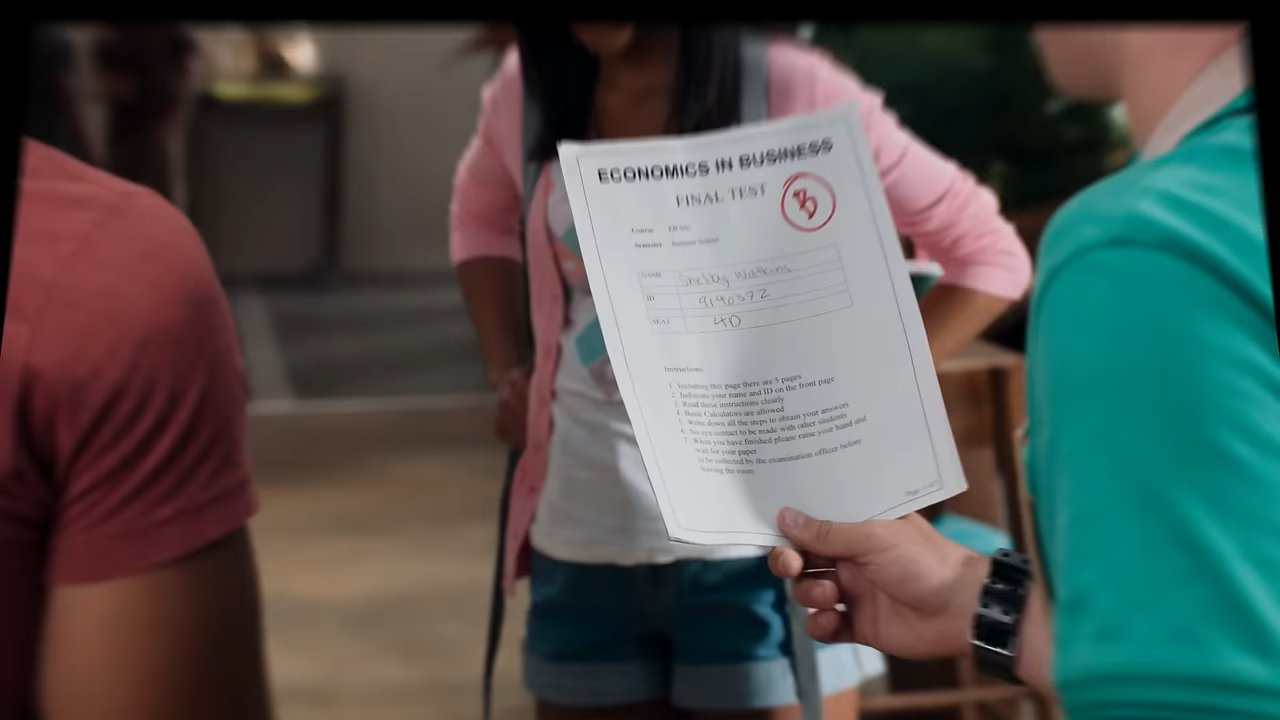 ECONOMICS IN BUSINESS
FINAL TEST
B
Course
Semester
NAME Shelby Watkins
ID 9140372
SEAT 4D
Instructions:
1. Including this page there are 5 pages
2. Indicate your name and ID on the front page
3. Read these instructions clearly
4. Basic Calculators are allowed
5. Write down all the steps to obtain your answers
6. No eye contact to be made with other students
7. When you have finished please raise your hand and
wait for your paper
to be collected by the examination officer before
leaving the room.